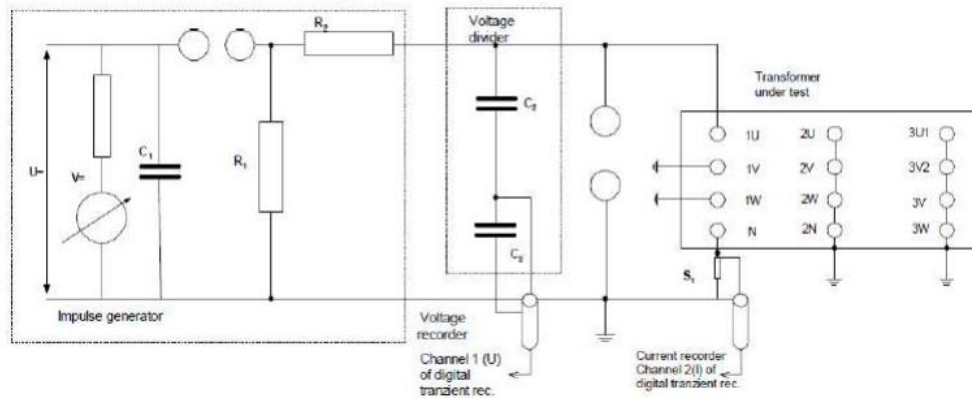 R2
Voltage
divider
Transformer
under test
U=
V=
C1
R1
C2
C3
1U 2U 3U1
1V 2V 3V2
1W 2W 3V
N 2N 3W
S1
Impulse generator
Voltage
recorder
Channel 1 (U)
of digital
tranzient rec.
Current recorder
Channel 2(I) of
digital tranzient rec.